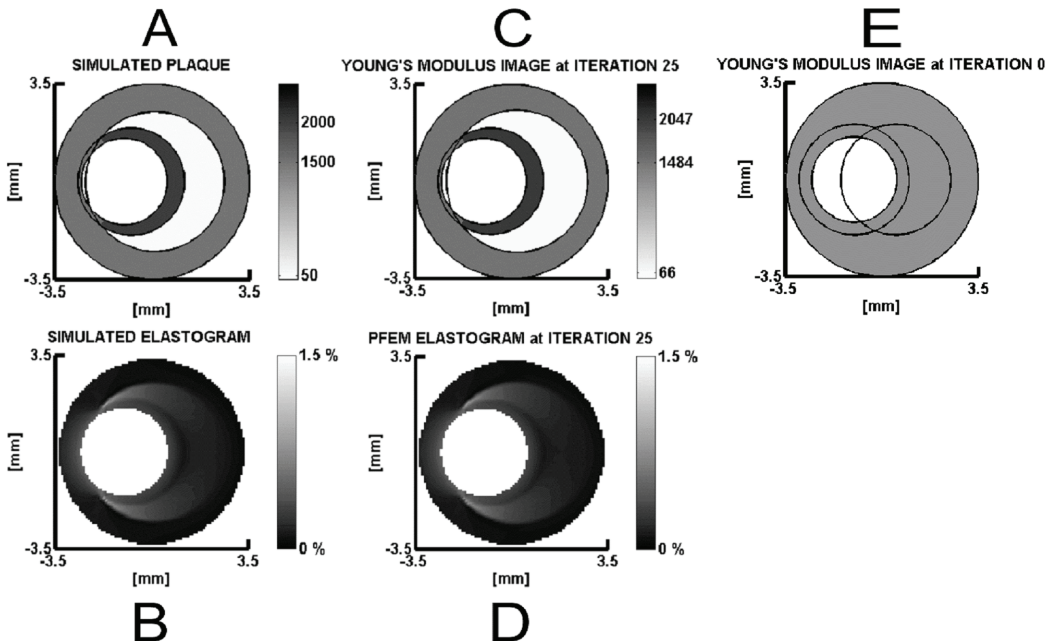 A
SIMULATED PLAQUE
3.5
[mm]
-3.5
-3.5
3.5
[mm]
2000
1500
50
C
YOUNG'S MODULUS IMAGE at ITERATION 25
3.5
[mm]
-3.5
-3.5
3.5
[mm]
2047
1484
66
E
YOUNG'S MODULUS IMAGE at ITERATION 0
3.5
[mm]
-3.5
-3.5
3.5
[mm]
SIMULATED ELASTOGRAM
3.5
[mm]
-3.5
-3.5
3.5
[mm]
1.5 %
0 %
B
PFEM ELASTOGRAM at ITERATION 25
3.5
[mm]
-3.5
-3.5
3.5
[mm]
1.5 %
0 %
D